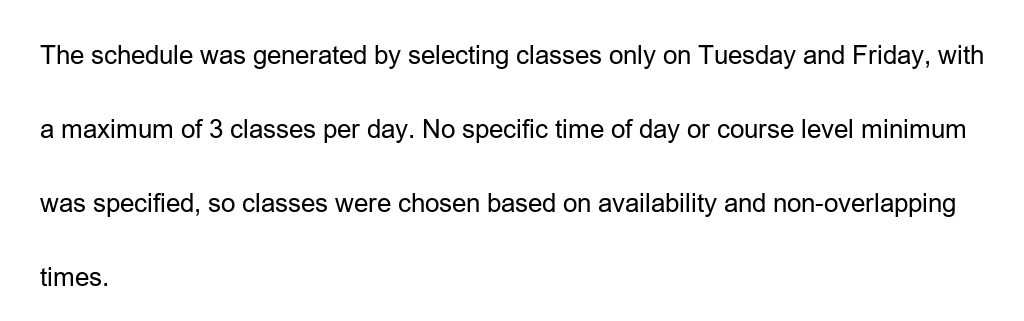 The schedule was generated by selecting classes only on Tuesday and Friday, with
a maximum of 3 classes per day. No specific time of day or course level minimum
was specified, so classes were chosen based on availability and non-overlapping
times.